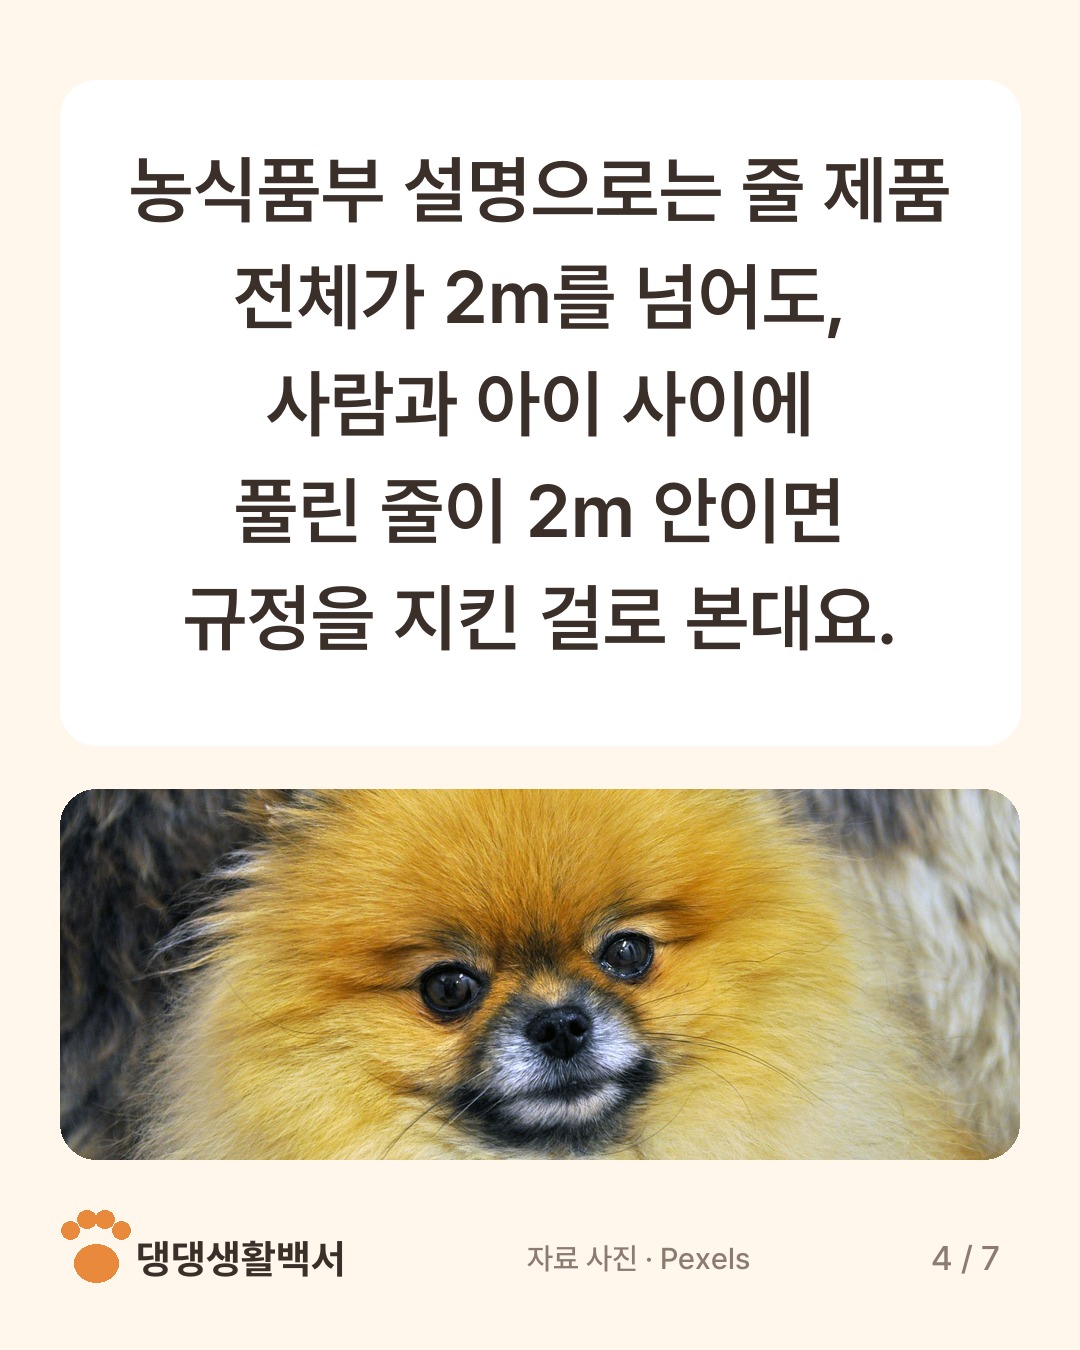 농식품부 설명으로는 줄 제품
전체가 2m를 넘어도,
사람과 아이 사이에
풀린 줄이 2m 안이면
규정을 지킨 걸로 본대요.
댕댕생활백서
자료 사진 · Pexels
4 / 7